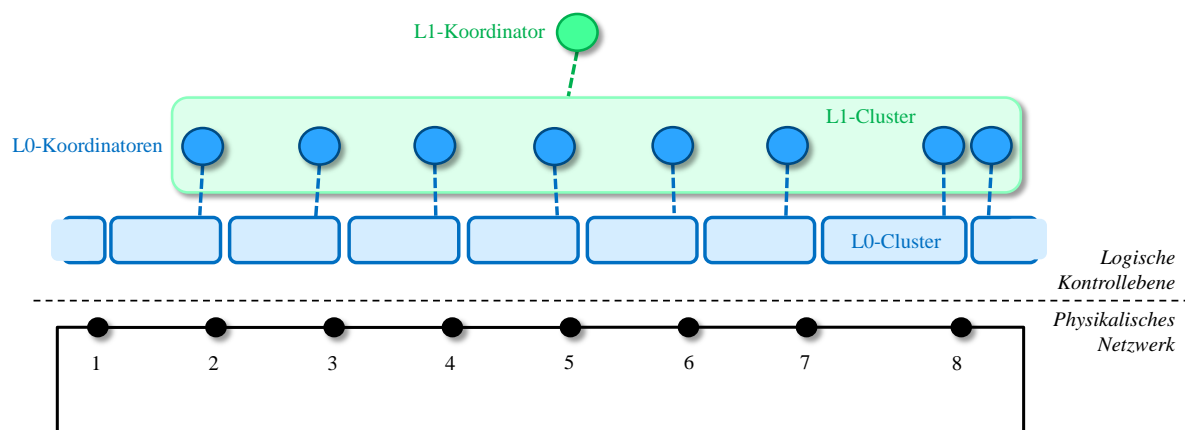 L1-Koordinator
L1-Cluster
L0-Koordinatoren
L0-Cluster
Logische
Kontrollebene
Physikalisches
Netzwerk
1 2 3 4 5 6 7 8